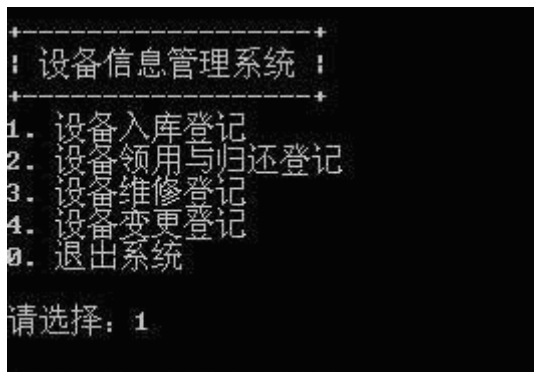 +-------------------+
¦ 设备信息管理系统 ¦
+-------------------+
1. 设备入库登记
2. 设备领用与归还登记
3. 设备维修登记
4. 设备变更登记
0. 退出系统
请选择：1